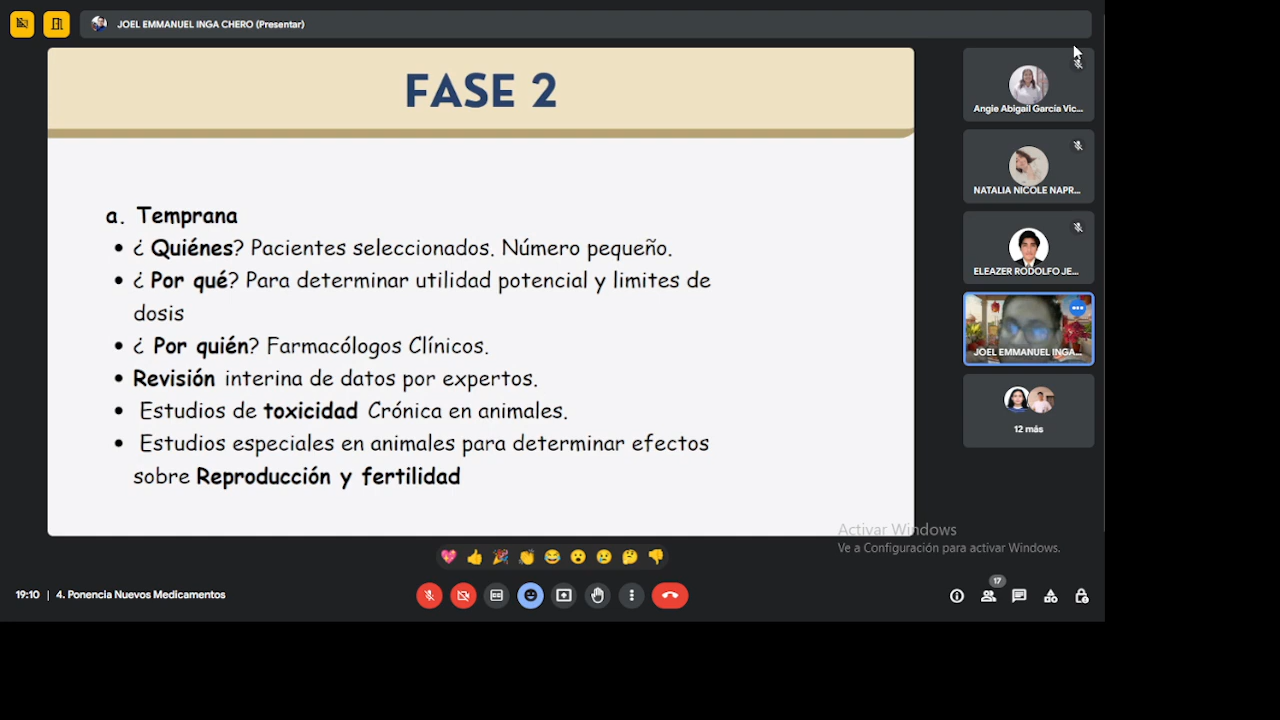 JOEL EMMANUEL INGA CHERO (Presentar)
FASE 2
a. Temprana
• ¿ Quiénes? Pacientes seleccionados. Número pequeño.
• ¿ Por qué? Para determinar utilidad potencial y limites de
dosis
• ¿ Por quién? Farmacólogos Clínicos.
• Revisión interina de datos por expertos.
• Estudios de toxicidad Crónica en animales.
• Estudios especiales en animales para determinar efectos
sobre Reproducción y fertilidad
Angie Abigail García Vic...
NATALIA NICOLE NAPR...
ELEAZER RODOLFO JE...
JOEL EMMANUEL INGA...
12 más
Activar Windows
Ve a Configuración para activar Windows.
19:10 | 4. Ponencia Nuevos Medicamentos
17